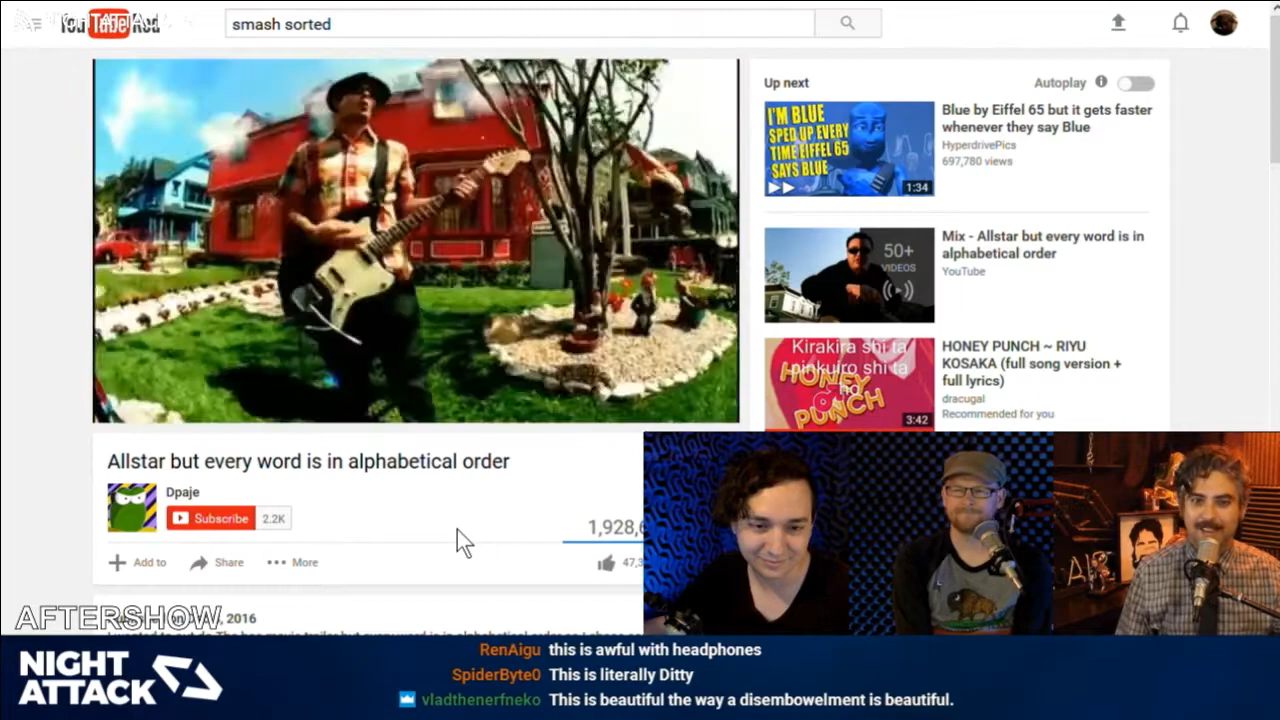 YouTube Red
smash sorted
Up next
Autoplay
I'M BLUE
SPED UP EVERY
TIME EIFFEL 65
SAYS BLUE
1:34
Blue by Eiffel 65 but it gets faster
whenever they say Blue
HyperdrivePics
697,780 views
50+
VIDEOS
Mix - Allstar but every word is in
alphabetical order
YouTube
Kirakira shi ta
pinkuiro shi ta
ho
HONEY
PUNCH
3:42
HONEY PUNCH ~ RIYU
KOSAKA (full song version +
full lyrics)
dracugal
Recommended for you
Allstar but every word is in alphabetical order
Dpaje
Subscribe 2.2K
1,928,6
Add to Share More
47,3
AFTERSHOW
, 2016
NIGHT
ATTACK
RenAigu this is awful with headphones
SpiderByte0 This is literally Ditty
vladthenerfneko This is beautiful the way a disembowelment is beautiful.